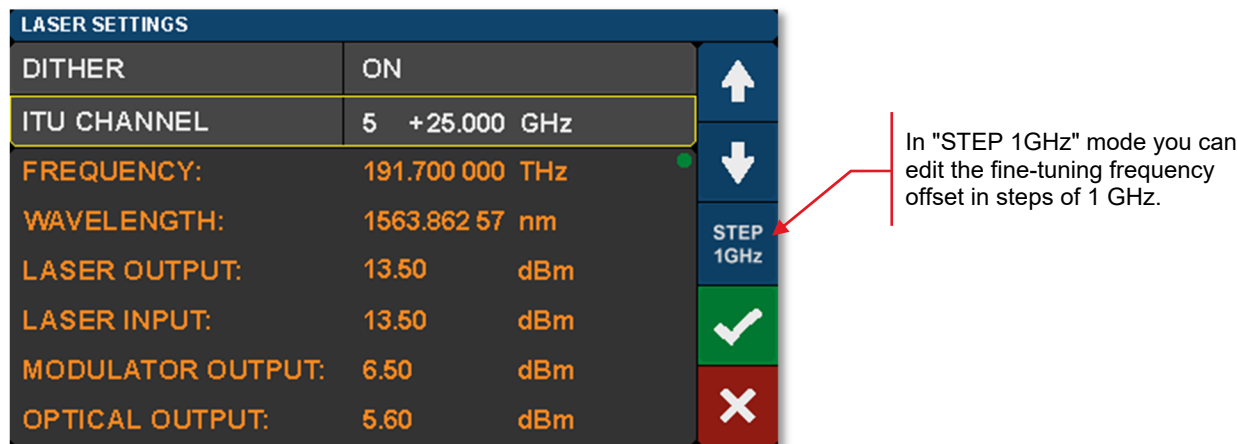 LASER SETTINGS
DITHER ON
ITU CHANNEL 5 +25.000 GHz
FREQUENCY: 191.700 000 THz
WAVELENGTH: 1563.862 57 nm
LASER OUTPUT: 13.50 dBm
LASER INPUT: 13.50 dBm
MODULATOR OUTPUT: 6.50 dBm
OPTICAL OUTPUT: 5.60 dBm
STEP
1GHz
In "STEP 1GHz" mode you can
edit the fine-tuning frequency
offset in steps of 1 GHz.